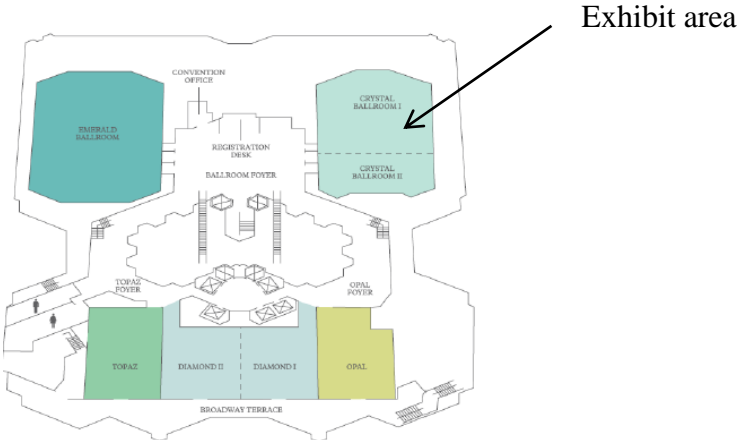 Exhibit area
CONVENTION
OFFICE
CRYSTAL
BALLROOM I
EMERALD
BALLROOM
REGISTRATION
DESK
CRYSTAL
BALLROOM II
BALLROOM FOYER
TOPAZ
FOYER
OPAL
FOYER
TOPAZ
DIAMOND II
DIAMOND I
OPAL
BROADWAY TERRACE